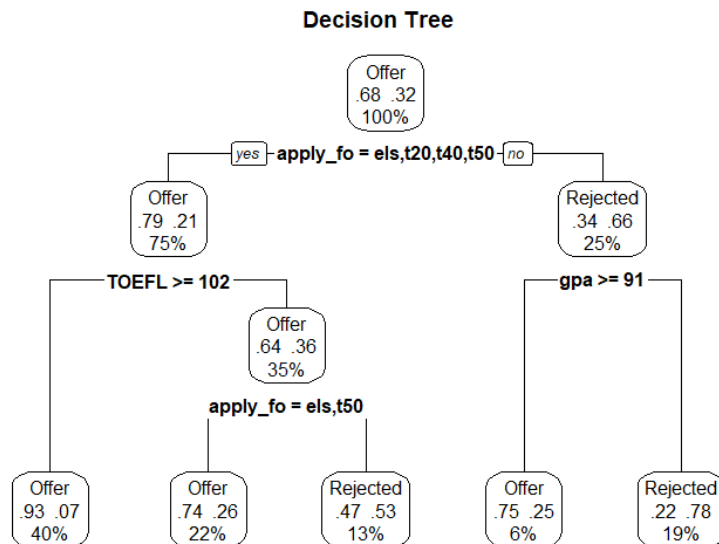 Decision Tree
Offer
.68 .32
100%
yes apply_fo = els,t20,t40,t50 no
Offer
.79 .21
75%
Rejected
.34 .66
25%
TOEFL >= 102
gpa >= 91
Offer
.64 .36
35%
apply_fo = els,t50
Offer
.93 .07
40%
Offer
.74 .26
22%
Rejected
.47 .53
13%
Offer
.75 .25
6%
Rejected
.22 .78
19%